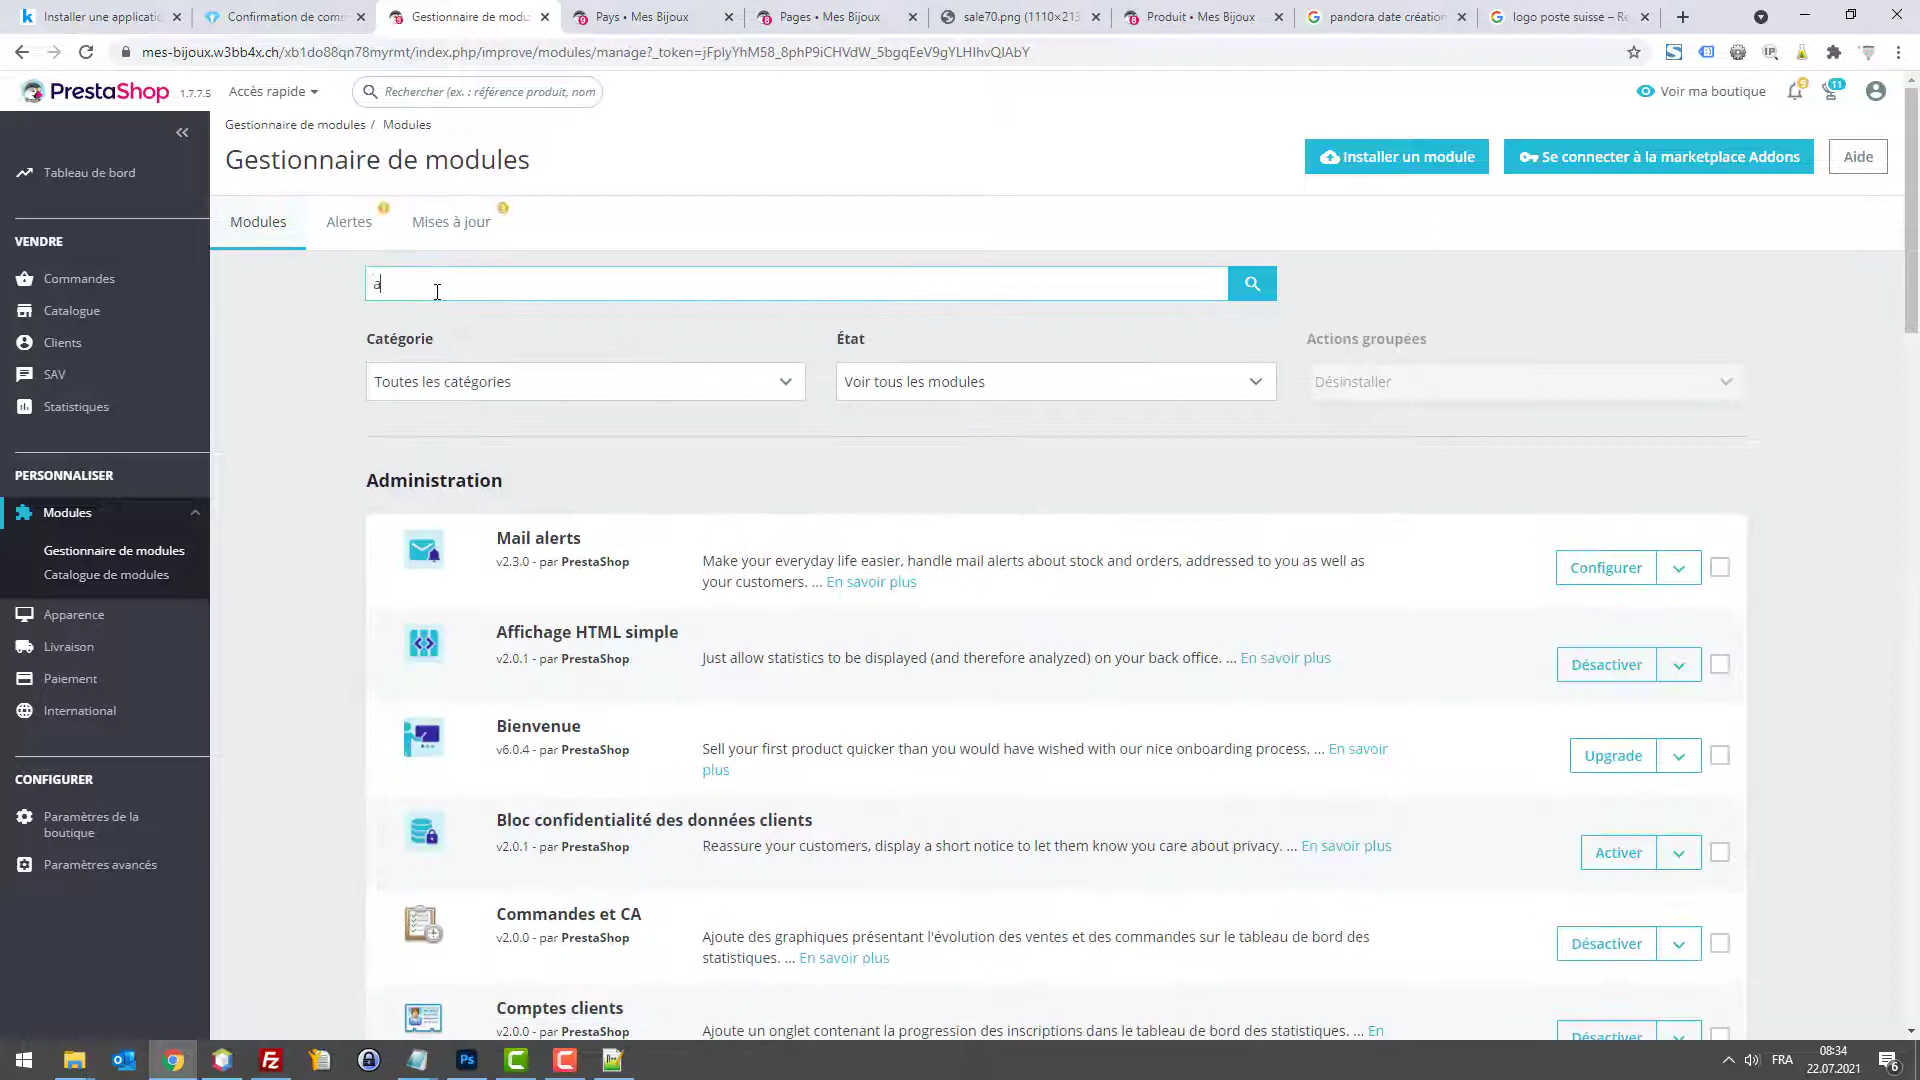 Installer une applicati
Confirmation de com
Gestionnaire de modu
Pays • Mes Bijoux
Pages • Mes Bijoux
sale70.png (1110×213
Produit • Mes Bijoux
pandora date création
logo poste suisse – Re
mes-bijoux.w3bb4x.ch/xb1do88qn78myrmt/index.php/improve/modules/manage?_token=jFpIyYhM58_8phP9iCHVdW_5bgqEeV9gYLHIhvQIAbY
PrestaShop 1.7.7.5
Accès rapide
Rechercher (ex. : référence produit, nom
Voir ma boutique
11
Gestionnaire de modules / Modules
Gestionnaire de modules
Installer un module
Se connecter à la marketplace Addons
Aide
Modules
Alertes
Mises à jour
Tableau de bord
VENDRE
Commandes
Catalogue
Clients
SAV
Statistiques
PERSONNALISER
Modules
Gestionnaire de modules
Catalogue de modules
Apparence
Livraison
Paiement
International
CONFIGURER
Paramètres de la
boutique
Paramètres avancés
a
Catégorie
État
Actions groupées
Toutes les catégories
Voir tous les modules
Désinstaller
Administration
Mail alerts
v2.3.0 - par PrestaShop
Make your everyday life easier, handle mail alerts about stock and orders, addressed to you as well as
your customers. ... En savoir plus
Configurer
Affichage HTML simple
v2.0.1 - par PrestaShop
Just allow statistics to be displayed (and therefore analyzed) on your back office. ... En savoir plus
Désactiver
Bienvenue
v6.0.4 - par PrestaShop
Sell your first product quicker than you would have wished with our nice onboarding process. ... En savoir
plus
Upgrade
Bloc confidentialité des données clients
v2.0.1 - par PrestaShop
Reassure your customers, display a short notice to let them know you care about privacy. ... En savoir plus
Activer
Commandes et CA
v2.0.0 - par PrestaShop
Ajoute des graphiques présentant l'évolution des ventes et des commandes sur le tableau de bord des
statistiques. ... En savoir plus
Désactiver
Comptes clients
v2.0.0 - par PrestaShop
Ajoute un onglet contenant la progression des inscriptions dans le tableau de bord des statistiques. ... En
Désactiver
FRA
08:34
22.07.2021
6